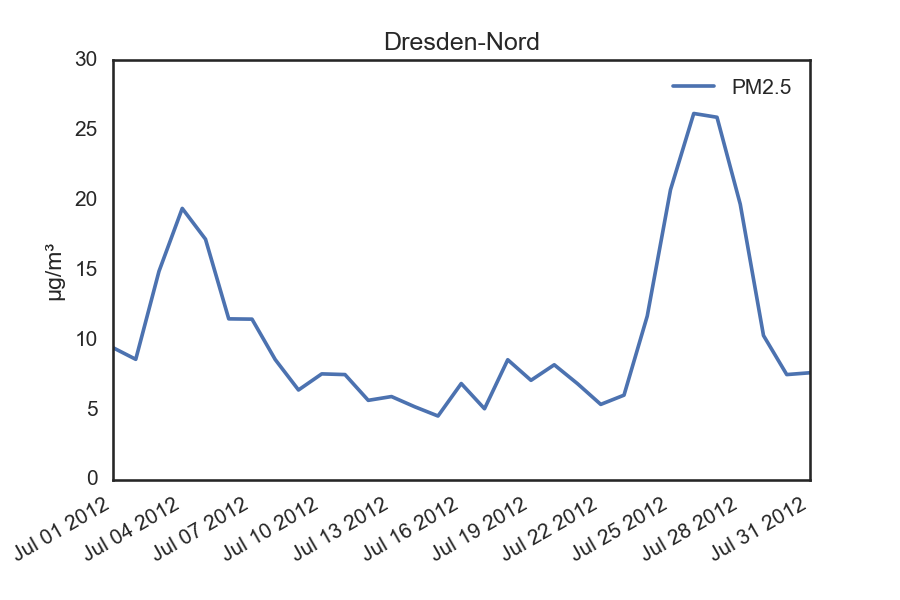 Dresden-Nord
30
25
20
15
10
5
0
µg/m³
PM2.5
Jul 01 2012
Jul 04 2012
Jul 07 2012
Jul 10 2012
Jul 13 2012
Jul 16 2012
Jul 19 2012
Jul 22 2012
Jul 25 2012
Jul 28 2012
Jul 31 2012